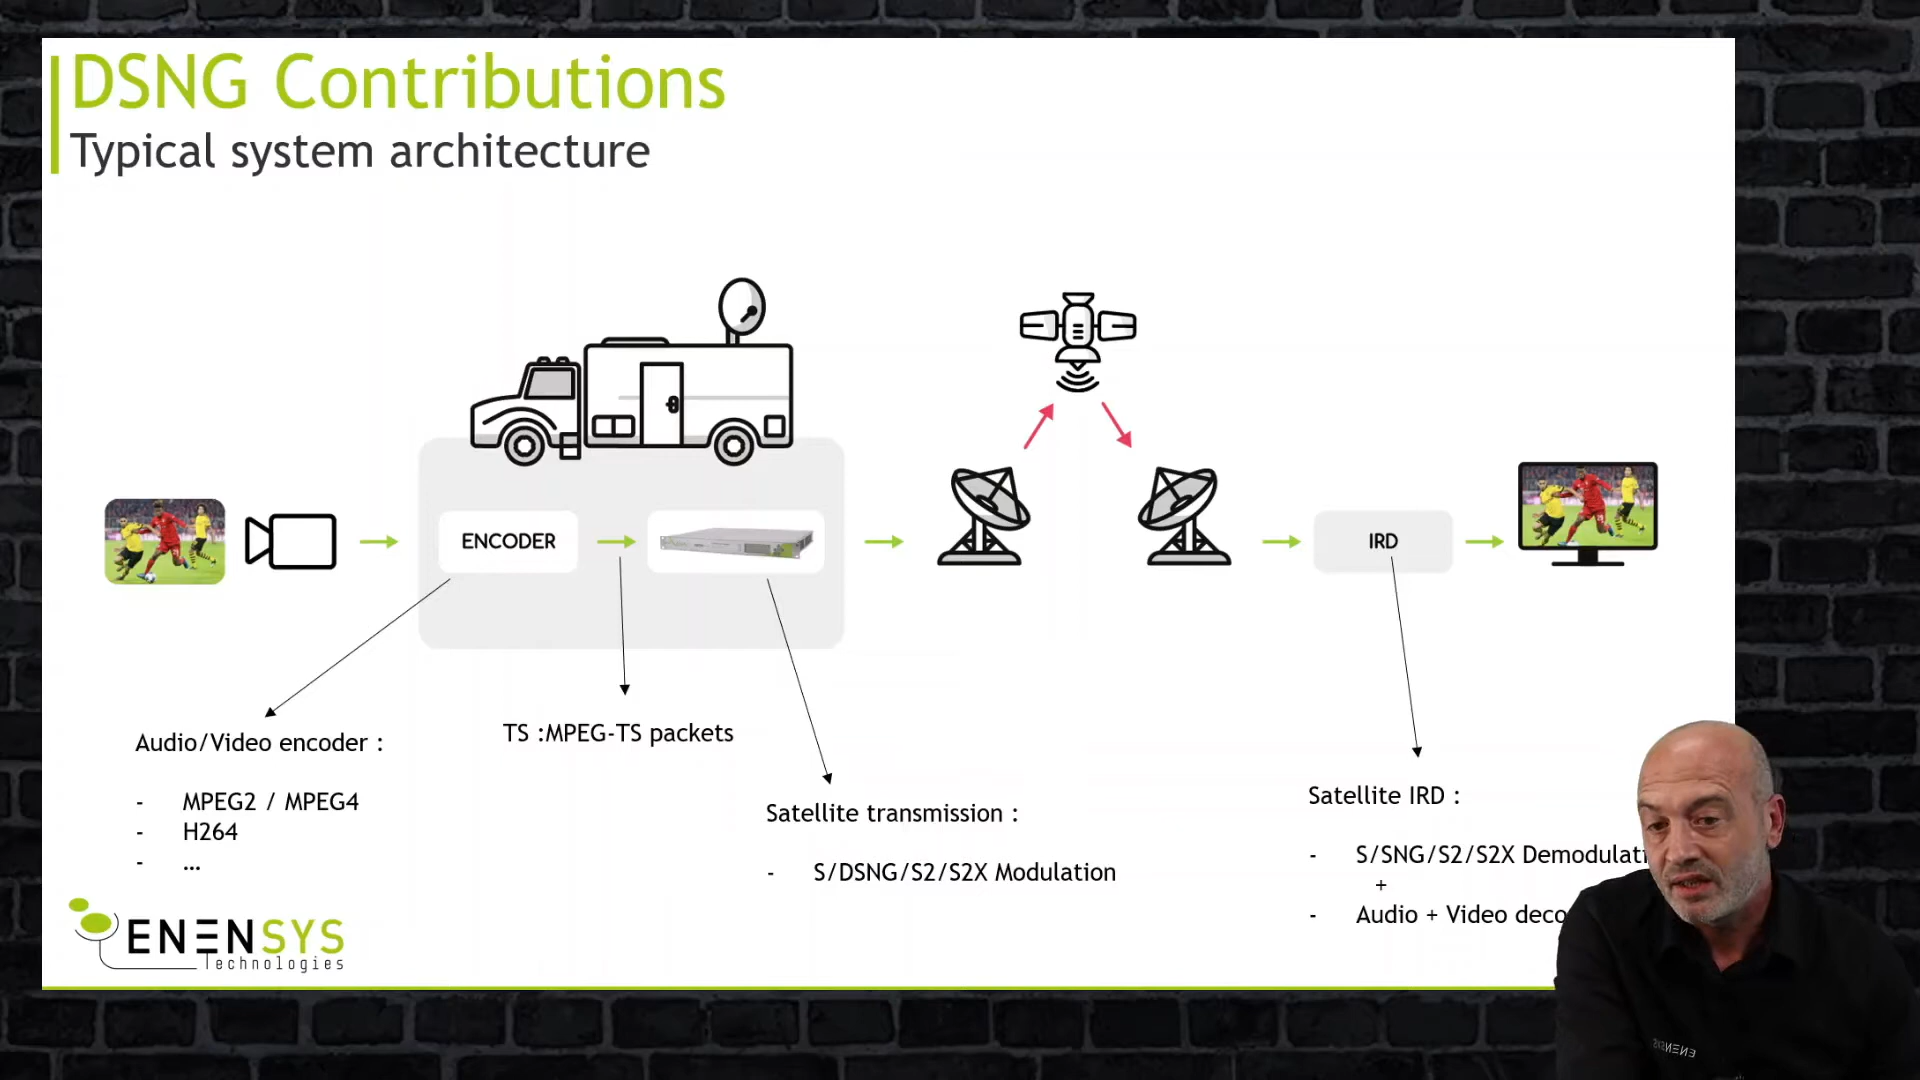 DSNG Contributions
Typical system architecture
ENCODER
IRD
Audio/Video encoder :
- MPEG2 / MPEG4
- H264
- ...
TS :MPEG-TS packets
Satellite transmission :
- S/DSNG/S2/S2X Modulation
Satellite IRD :
- S/SNG/S2/S2X Demodulati
+
- Audio + Video deco
ENENSYS
Technologies
ENENSYS